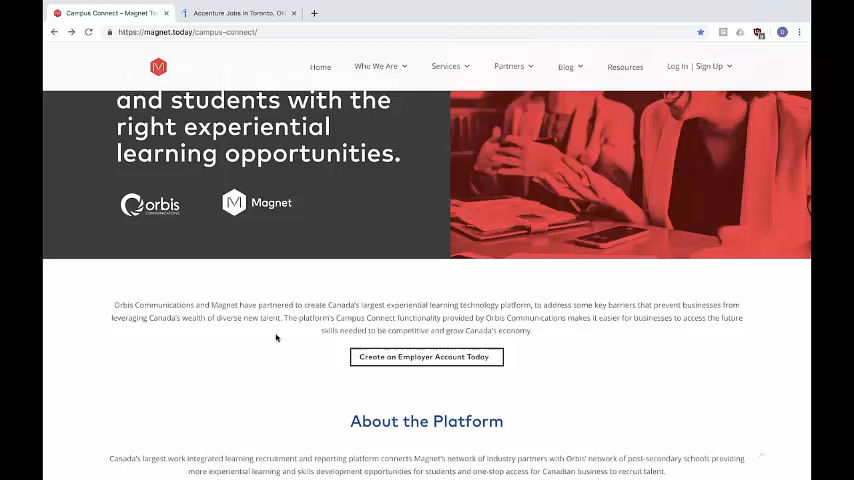 Campus Connect – Magnet To
Accenture Jobs in Toronto, ON
https://magnet.today/campus-connect/
Home
Who We Are
Services
Partners
Blog
Resources
Log In | Sign Up
and students with the
right experiential
learning opportunities.
orbis
COMMUNICATIONS
Magnet
Orbis Communications and Magnet have partnered to create Canada's largest experiential learning technology platform, to address some key barriers that prevent businesses from
leveraging Canada's wealth of diverse new talent. The platform's Campus Connect functionality provided by Orbis Communications makes it easier for businesses to access the future
skills needed to be competitive and grow Canada's economy.
Create an Employer Account Today
About the Platform
Canada's largest work integrated learning recruitment and reporting platform connects Magnet's network of industry partners with Orbis' network of post-secondary schools providing
more experiential learning and skills development opportunities for students and one-stop access for Canadian business to recruit talent.